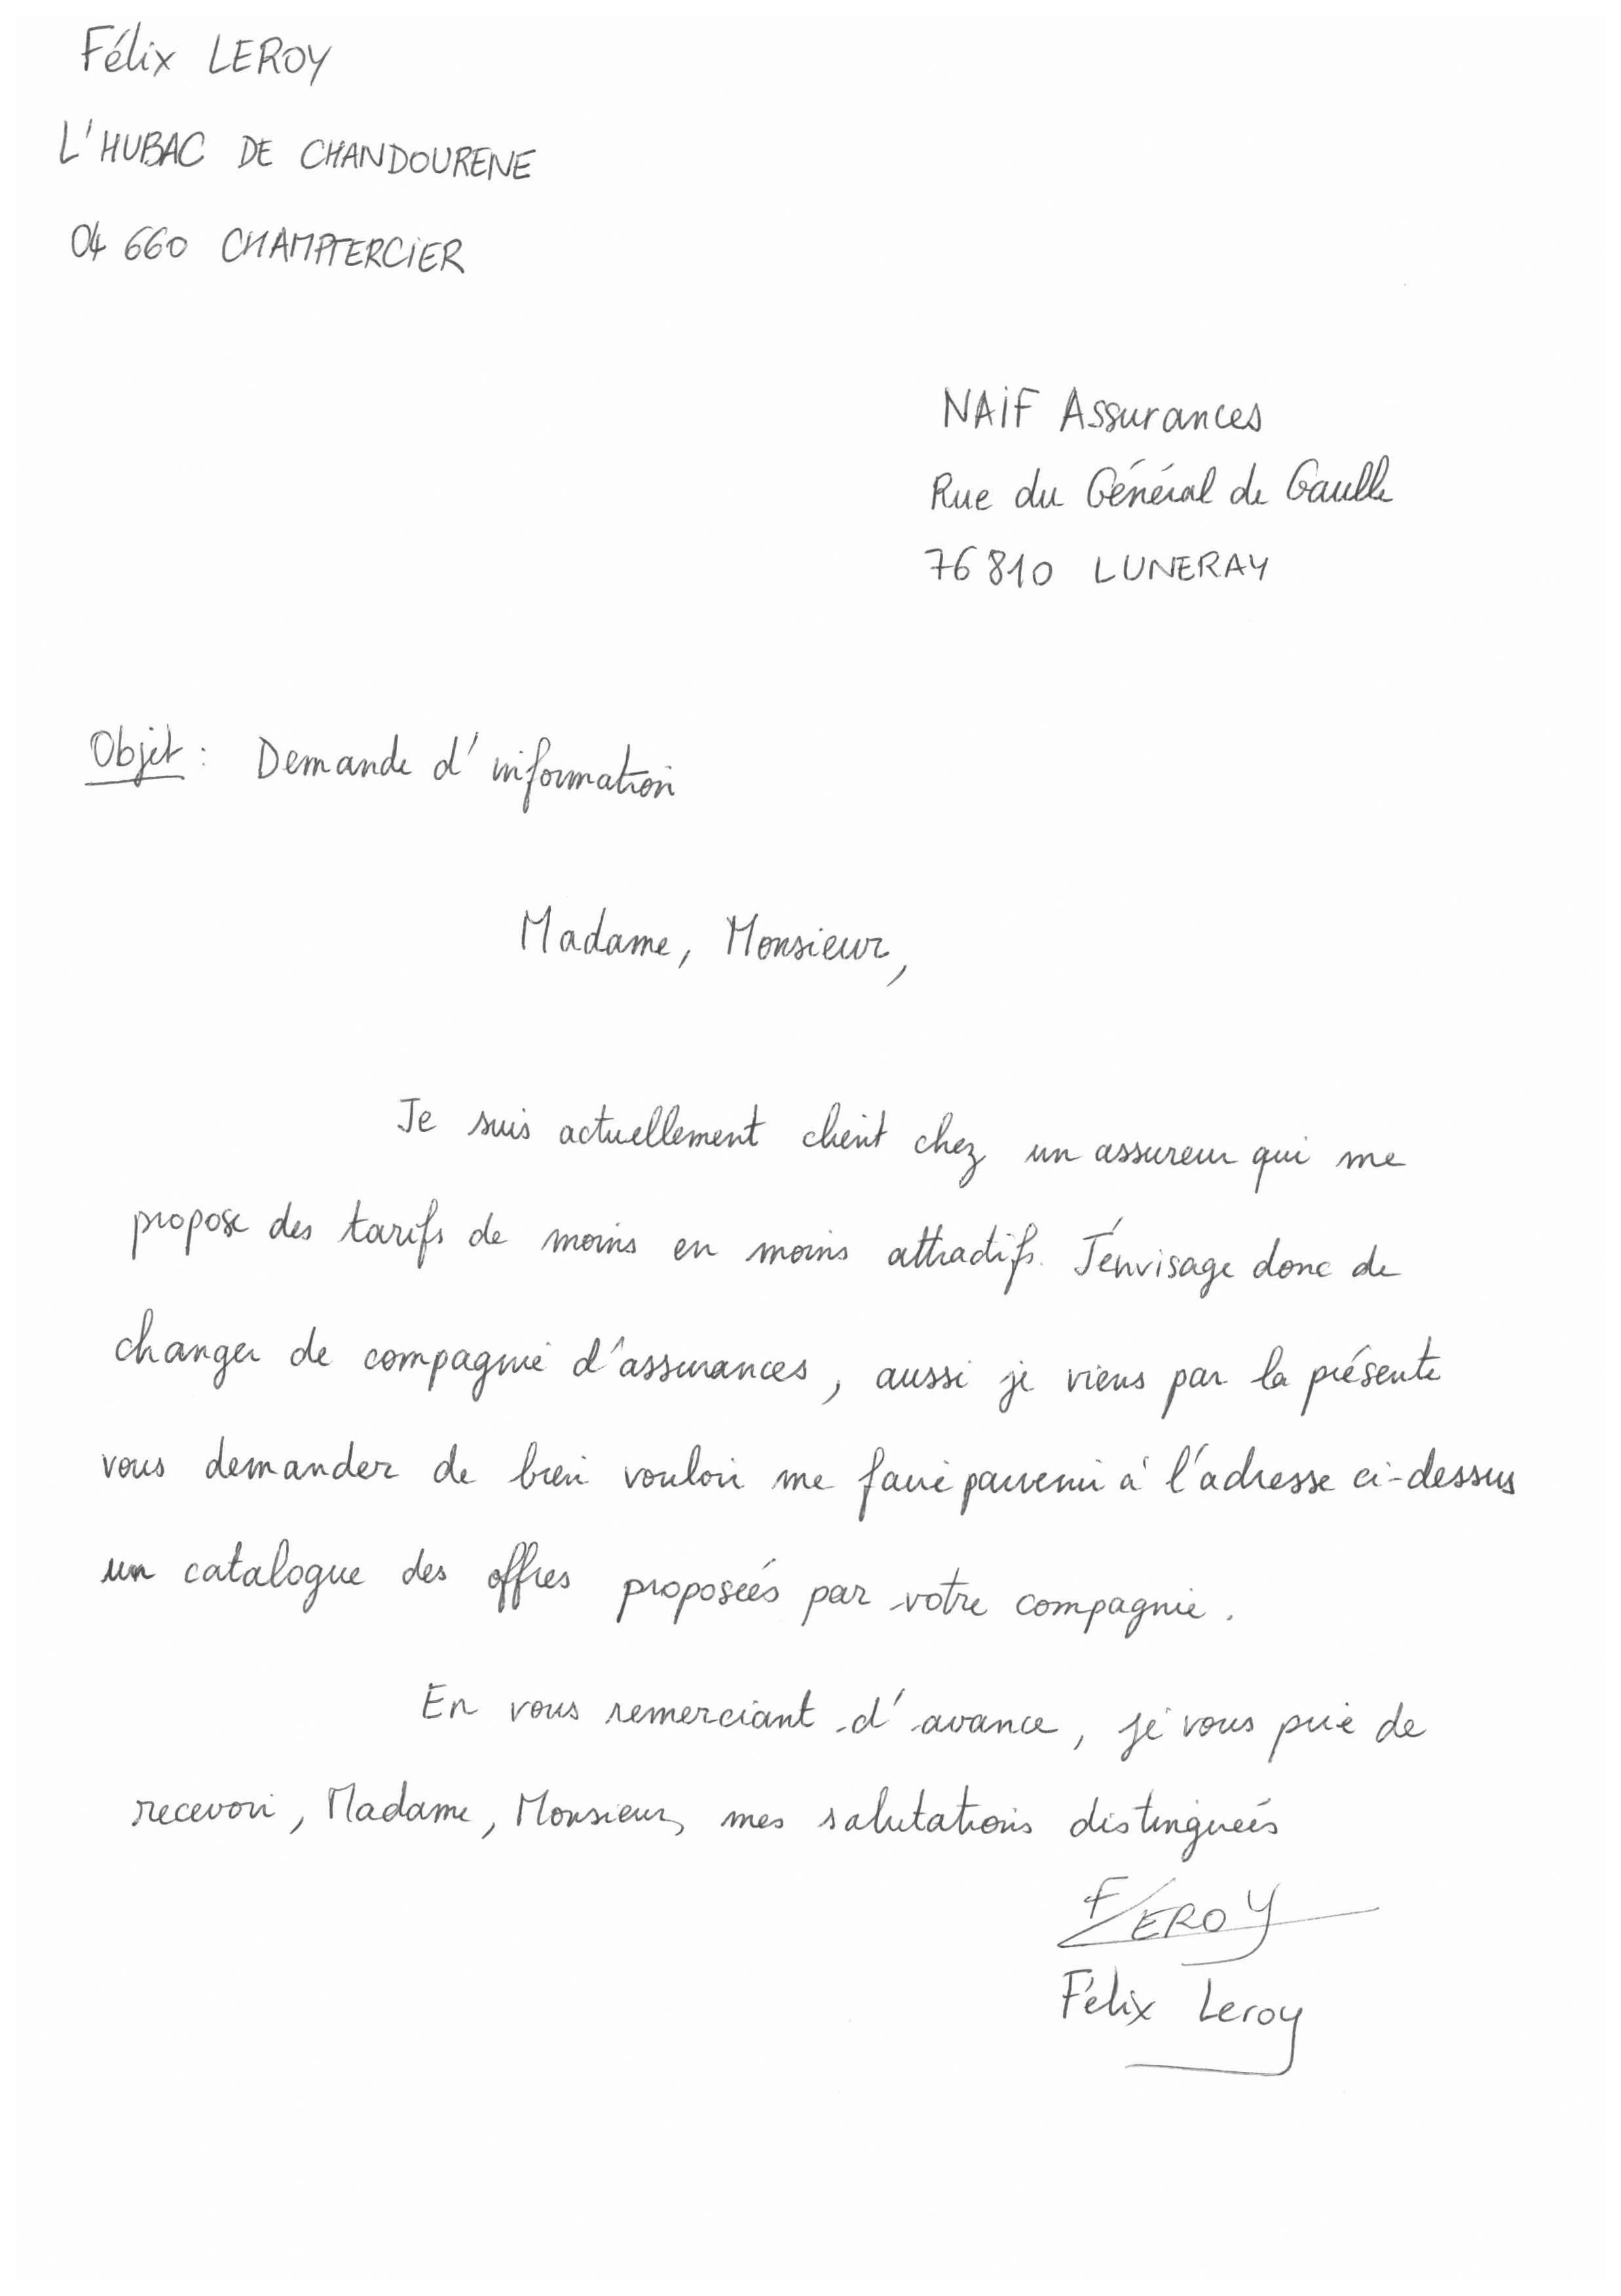 Félix LEROY
L'HUBAC DE CHANDOURENE
04 660 CHAMPTERCIER
NAIF Assurances
Rue du Général de Gaulle
76 810 LUNERAY
Objet : Demande d'information
Madame, Monsieur,
Je suis actuellement client chez un assureur qui me
propose des tarifs de moins en moins attractifs. J'envisage donc de
changer de compagnie d'assurances, aussi je viens par la présente
vous demander de bien vouloir me faire parvenir à l'adresse ci-dessus
un catalogue des offres proposées par votre compagnie.
En vous remerciant d'avance, je vous prie de
recevoir, Madame, Monsieur, mes salutations distinguées
F LEROY
Félix Leroy